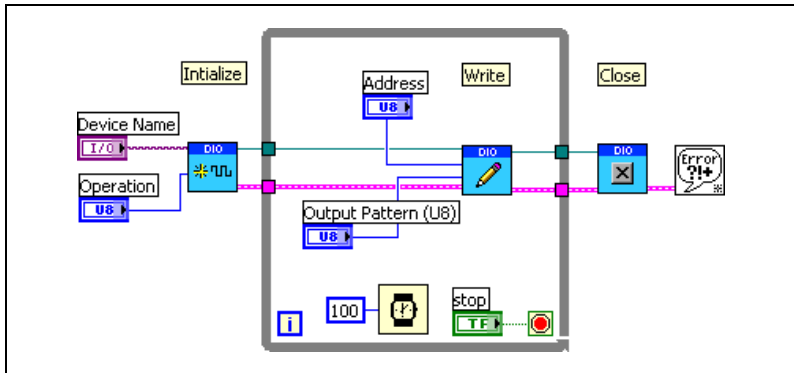 Intialize
Address
Write
Close
U8
Device Name
I/O
DIO
DIO
DIO
Error
?!+
Operation
U8
Output Pattern (U8)
U8
100
stop
TF
i